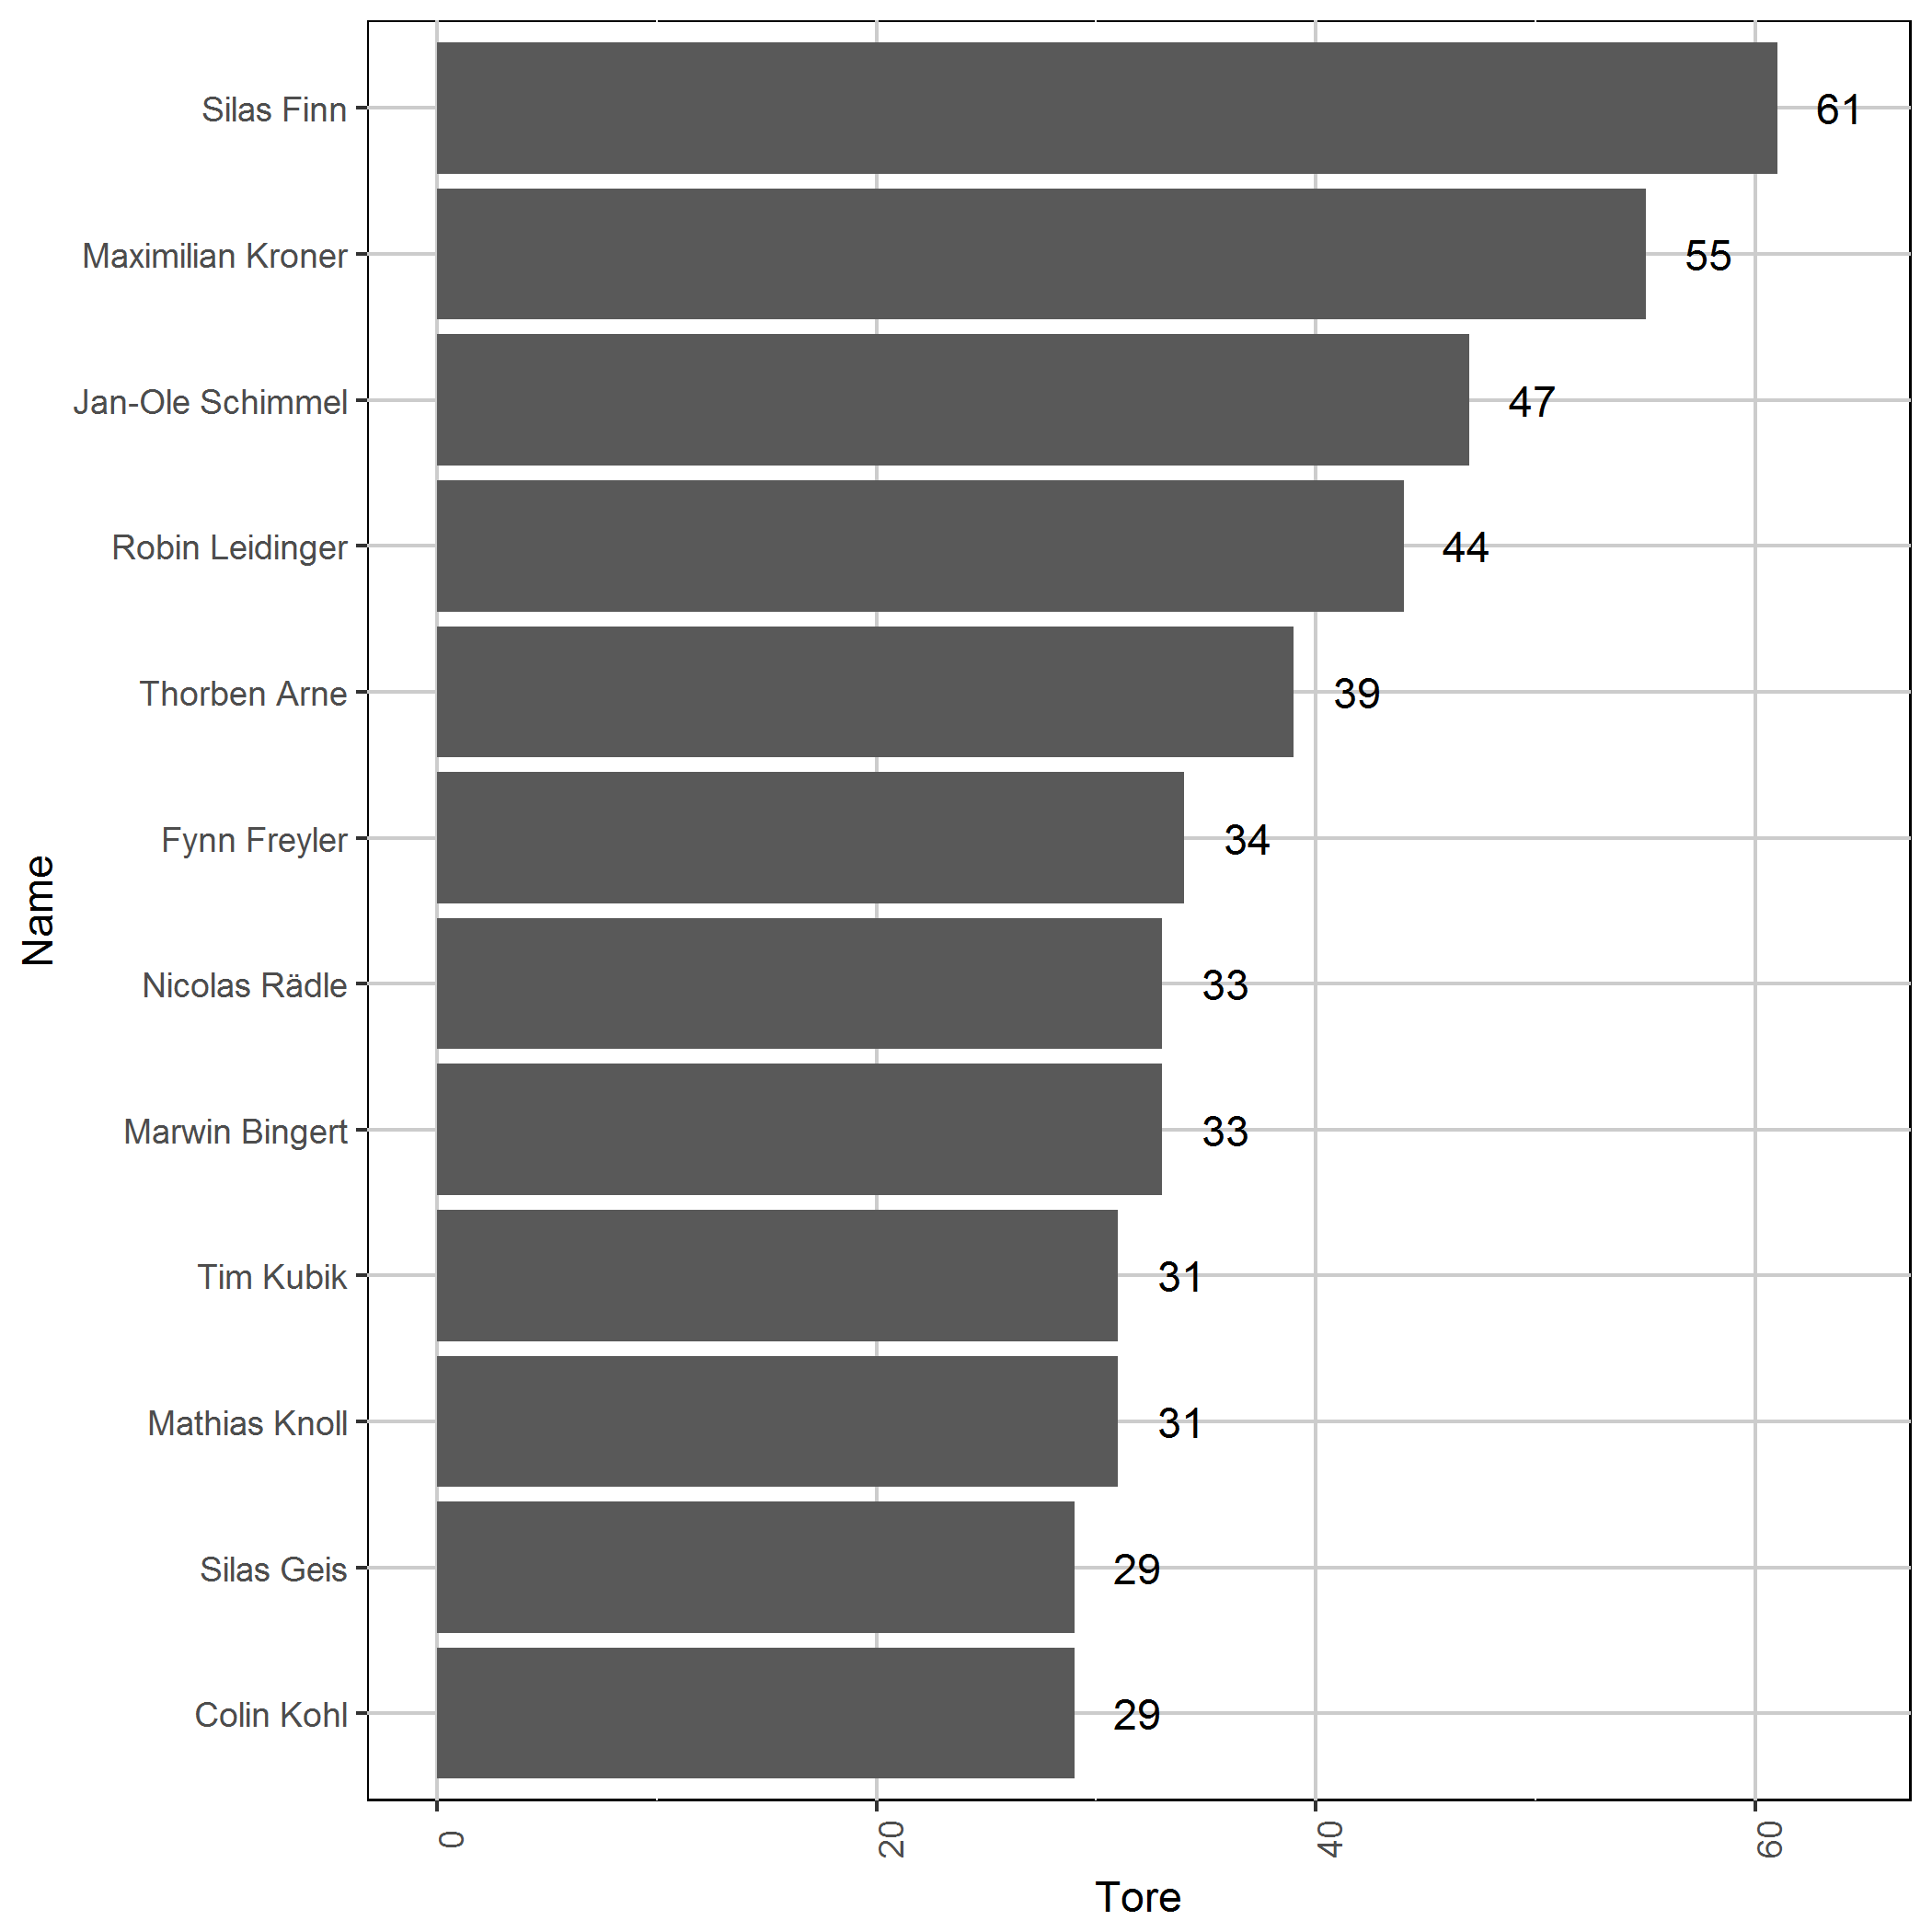 Silas Finn 61
Maximilian Kroner 55
Jan-Ole Schimmel 47
Robin Leidinger 44
Thorben Arne 39
Fynn Freyler 34
Name
Nicolas Rädle 33
Marwin Bingert 33
Tim Kubik 31
Mathias Knoll 31
Silas Geis 29
Colin Kohl 29
0 20 40 60
Tore